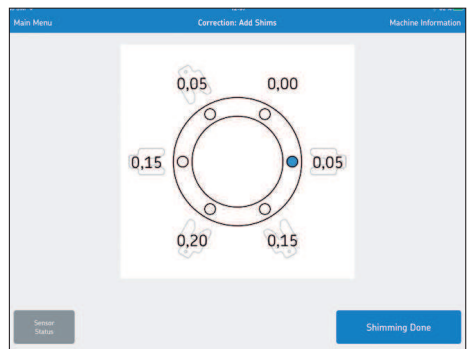 Main Menu
Correction: Add Shims
Machine Information
0,05
0,00
0,15
0,05
0,20
0,15
Sensor
Status
Shimming Done